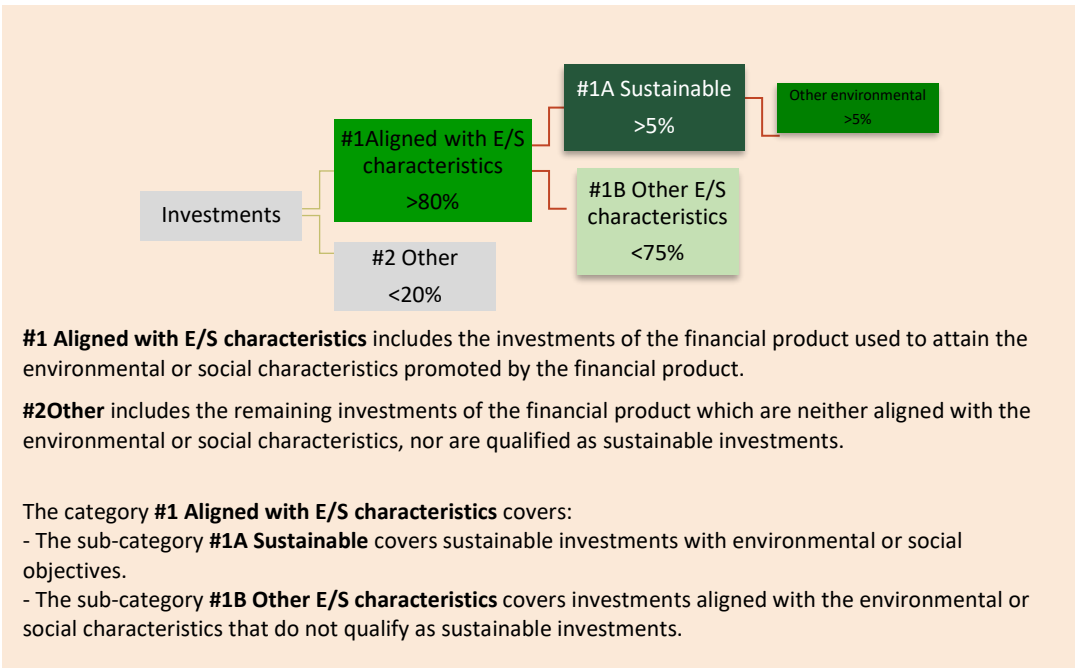 Investments
#1Aligned with E/S
characteristics
>80%
#2 Other
<20%
#1A Sustainable
>5%
#1B Other E/S
characteristics
<75%
Other environmental
>5%
#1 Aligned with E/S characteristics includes the investments of the financial product used to attain the
environmental or social characteristics promoted by the financial product.
#2Other includes the remaining investments of the financial product which are neither aligned with the
environmental or social characteristics, nor are qualified as sustainable investments.
The category #1 Aligned with E/S characteristics covers:
- The sub-category #1A Sustainable covers sustainable investments with environmental or social
objectives.
- The sub-category #1B Other E/S characteristics covers investments aligned with the environmental or
social characteristics that do not qualify as sustainable investments.